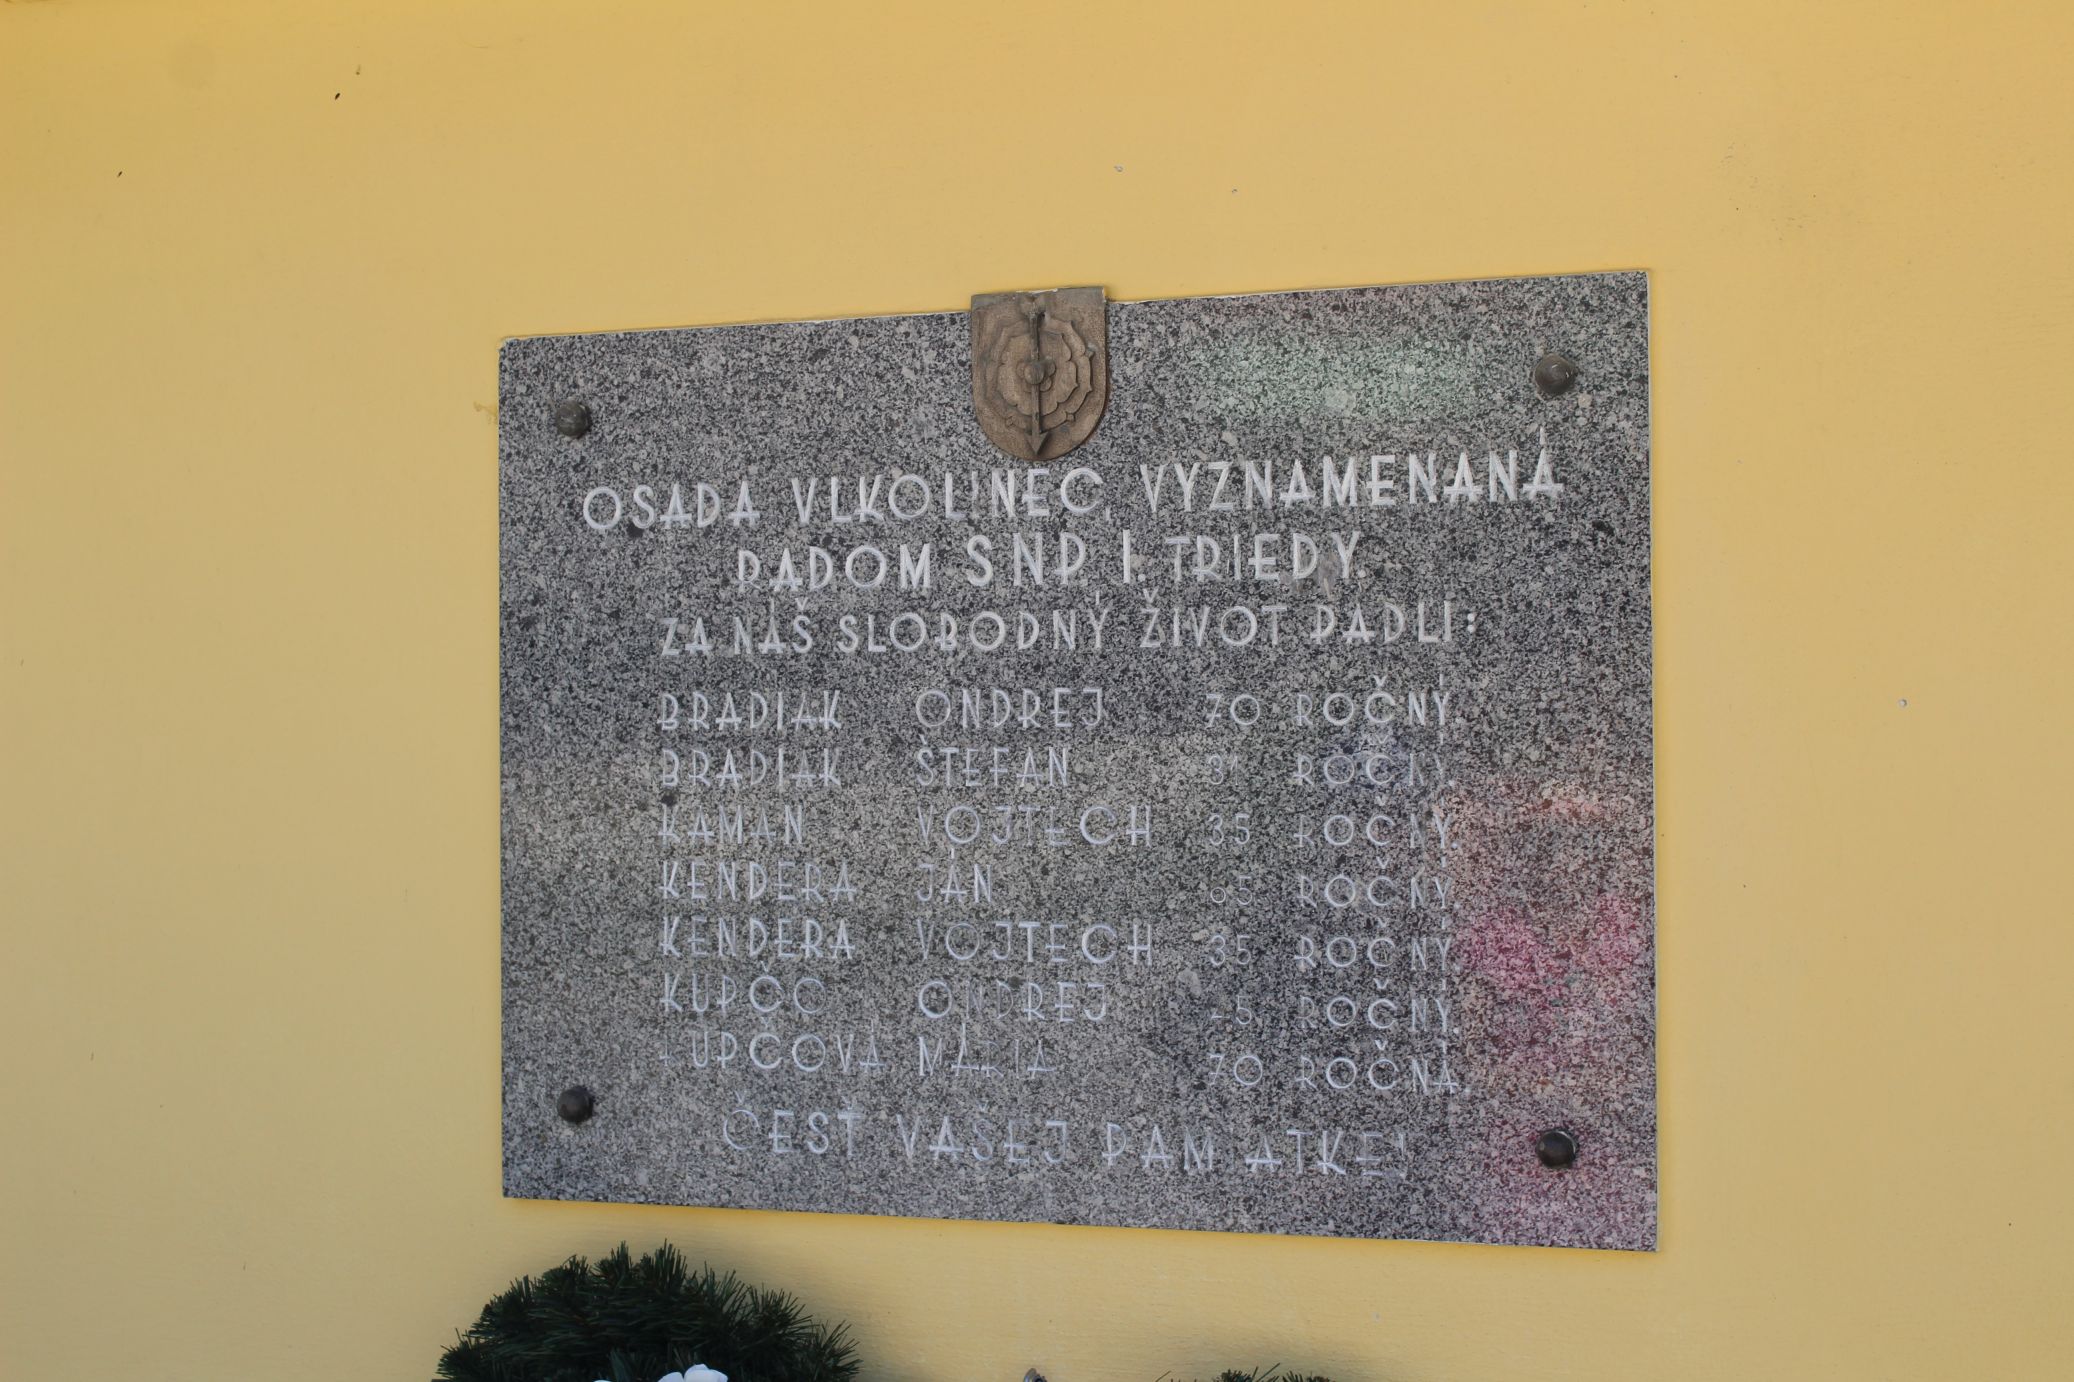 OSADA VLKOLINEC, VYZNAMENANÁ
RADOM SNP I. TRIEDY.
ZA NÁŠ SLOBODNÝ ŽIVOT PADLI:
BRADIAK ONDREJ 70 ROČNÝ
BRADIAK ŠTEFAN 31 ROČNÝ.
KAMAN VOJTECH 35 ROČNÝ.
KENDERA JÁN ROČNÝ
KENDERA VOJTECH 35 ROČNÝ.
KUPČO ONDREJ ROČNÝ.
KUPČOVÁ MÁRIA 70 ROČNÁ.
ČESŤ VAŠEJ PAMIATKE!